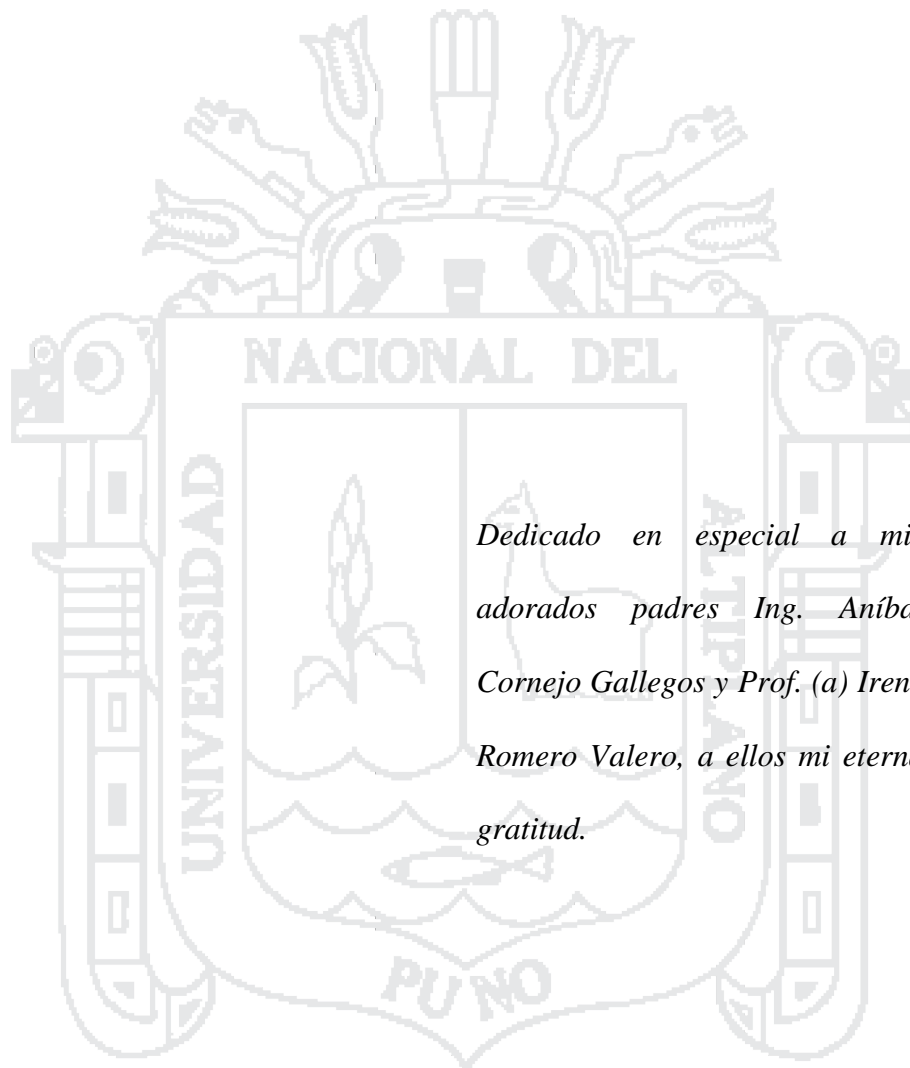 NACIONAL DEL
UNIVERSIDAD
ALTIPLANO
Dedicado en especial a mi
adorados padres Ing. Aníba
Cornejo Gallegos y Prof. (a) Iren
Romero Valero, a ellos mi etern
gratitud.
PUNO